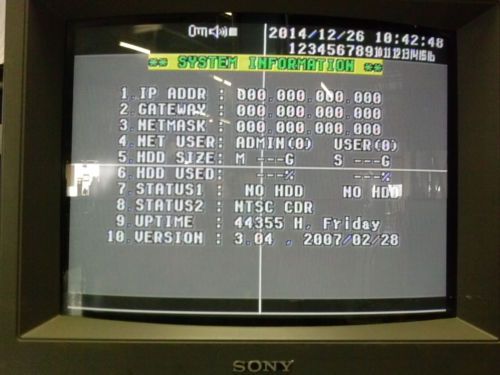 2014/12/26 10:42:48
12345678910111213141516
** SYSTEM INFORMATION **
1.IP ADDR : 000.000.000.000
2.GATEWAY : 000.000.000.000
3.NETMASK : 000.000.000.000
4.NET USER: ADMIN(0) USER(0)
5.HDD SIZE: M ---G S ---G
6.HDD USED: ---% ---%
7.STATUS1 : NO HDD NO HDD
8.STATUS2 : NTSC CDR
9.UPTIME : 44355 H, Friday
10.VERSION : 3.04 , 2007/02/28
SONY